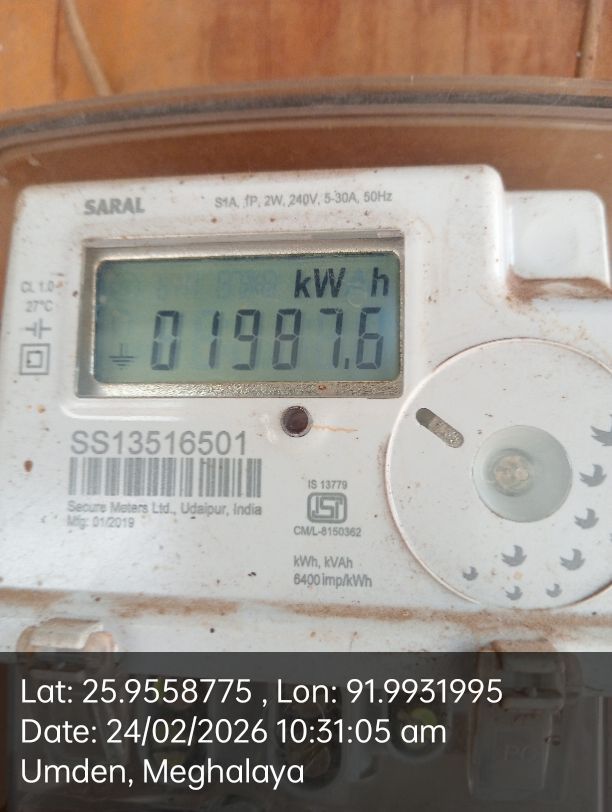 SARAL
S1A, 1P, 2W, 240V, 5-30A, 50Hz
kW h
01987.6
CL 1.0
27°C
SS13516501
Secure Meters Ltd., Udaipur, India
Mfg: 01/2019
IS 13779
ISI
CM/L-8150362
kWh, kVAh
6400 imp/kWh
Lat: 25.9558775 , Lon: 91.9931995
Date: 24/02/2026 10:31:05 am
Umden, Meghalaya